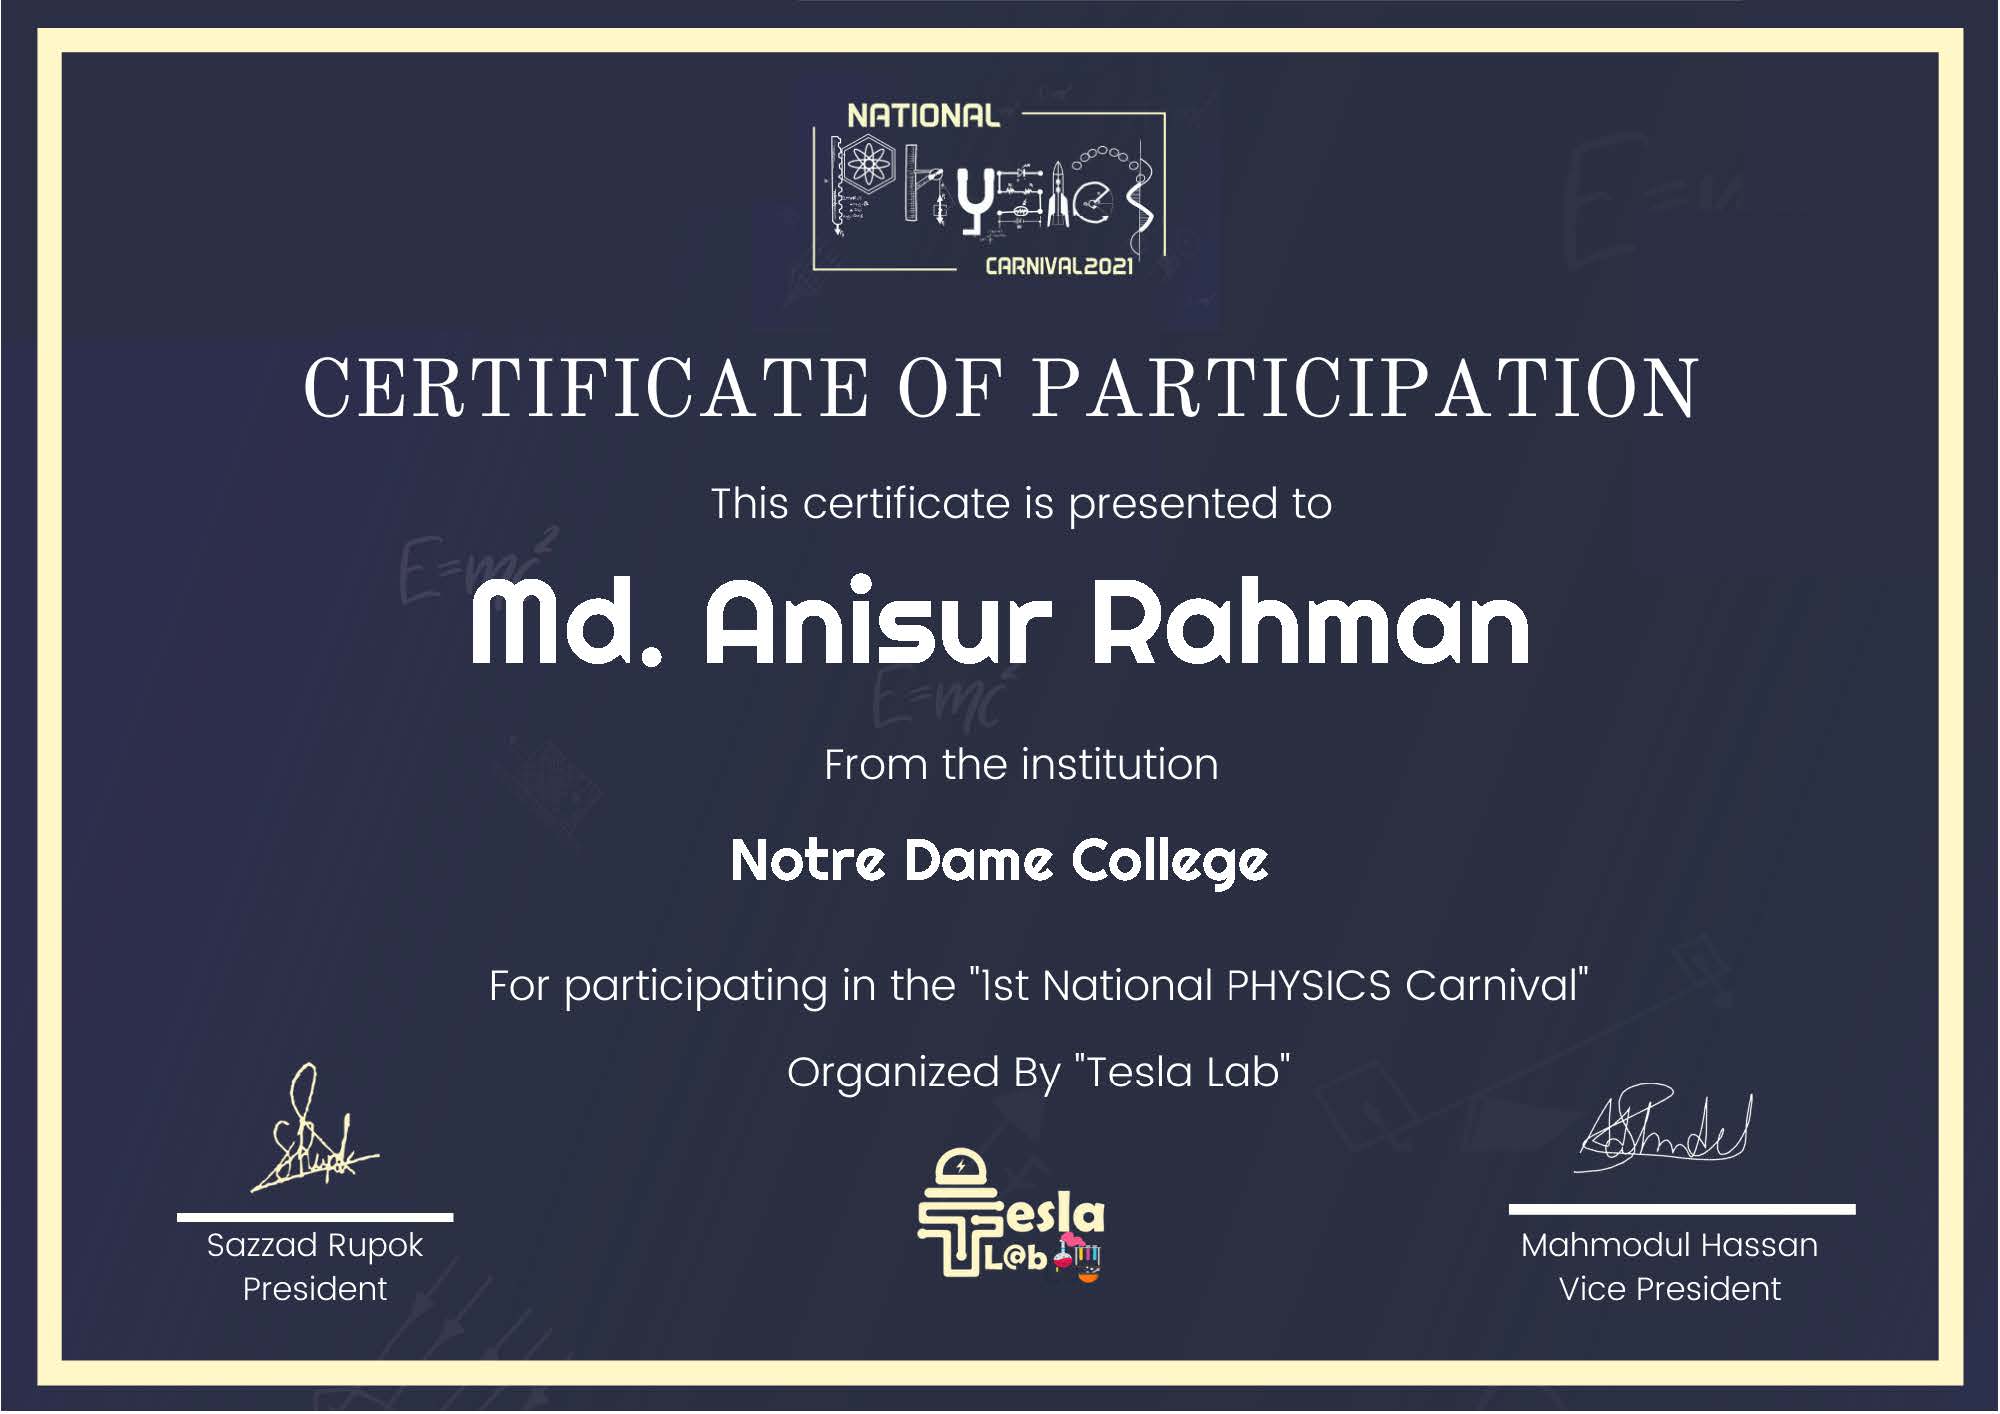 NATIONAL
Physics
CARNIVAL2021
CERTIFICATE OF PARTICIPATION
This certificate is presented to
E=mc²
Md. Anisur Rahman
E=mc²
From the institution
Notre Dame College
For participating in the "1st National PHYSICS Carnival"
Organized By "Tesla Lab"
Tesla
L@b
Sazzad Rupok
President
Mahmodul Hassan
Vice President